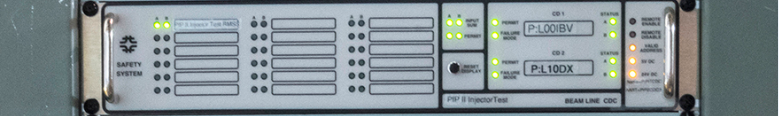 A B
A B
A B
PIP II Injector Test RMSS
SAFETY
SYSTEM
A B
INPUT
SUM
PERMIT
RESET
DISPLAY
CD 1
PERMIT
FAILURE
MODE
P:L00IBV
STATUS
A
B
CD 2
PERMIT
FAILURE
MODE
P:L10DX
STATUS
A
B
REMOTE
ENABLE
REMOTE
DISABLE
VALID
ADDRESS
5V DC
24V DC
PIP II InjectorTest
BEAM LINE CDC